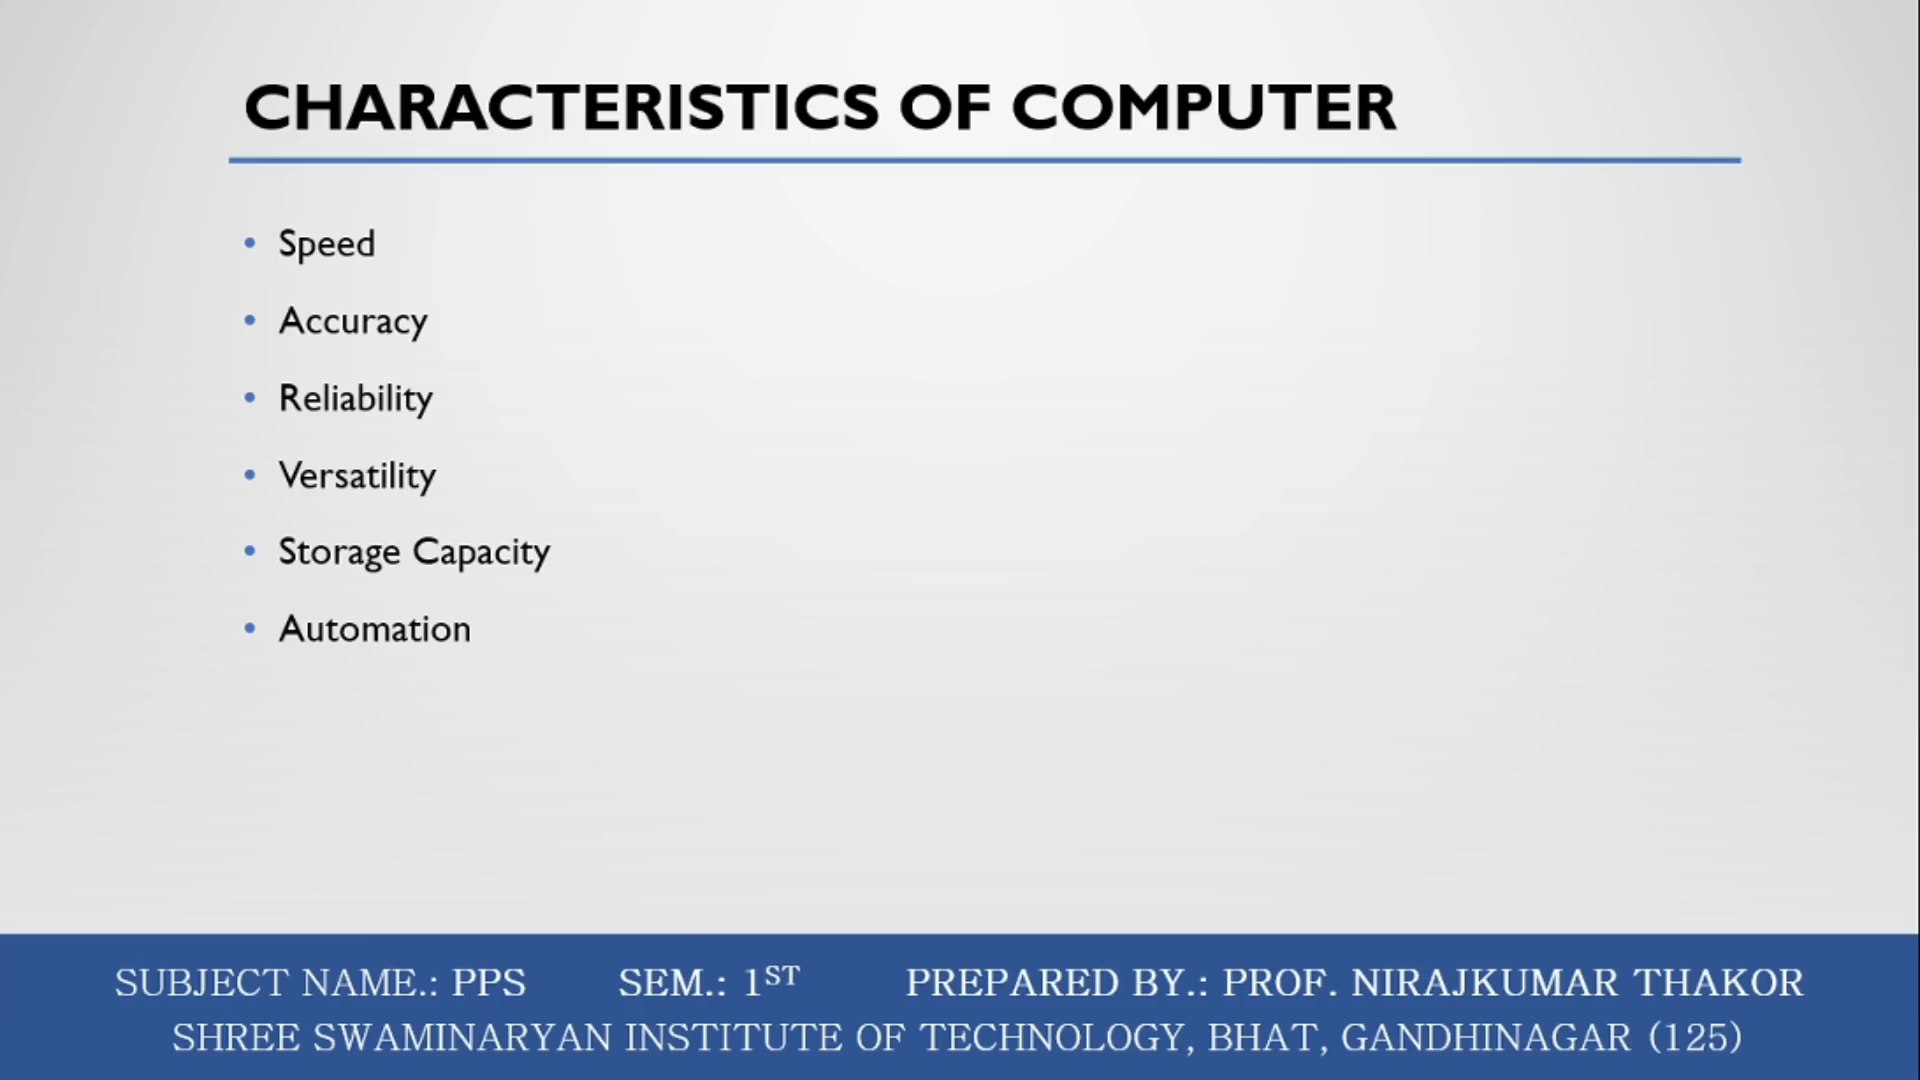 CHARACTERISTICS OF COMPUTER
• Speed
• Accuracy
• Reliability
• Versatility
• Storage Capacity
• Automation
SUBJECT NAME.: PPS SEM.: 1ST PREPARED BY.: PROF. NIRAJKUMAR THAKOR
SHREE SWAMINARYAN INSTITUTE OF TECHNOLOGY, BHAT, GANDHINAGAR (125)